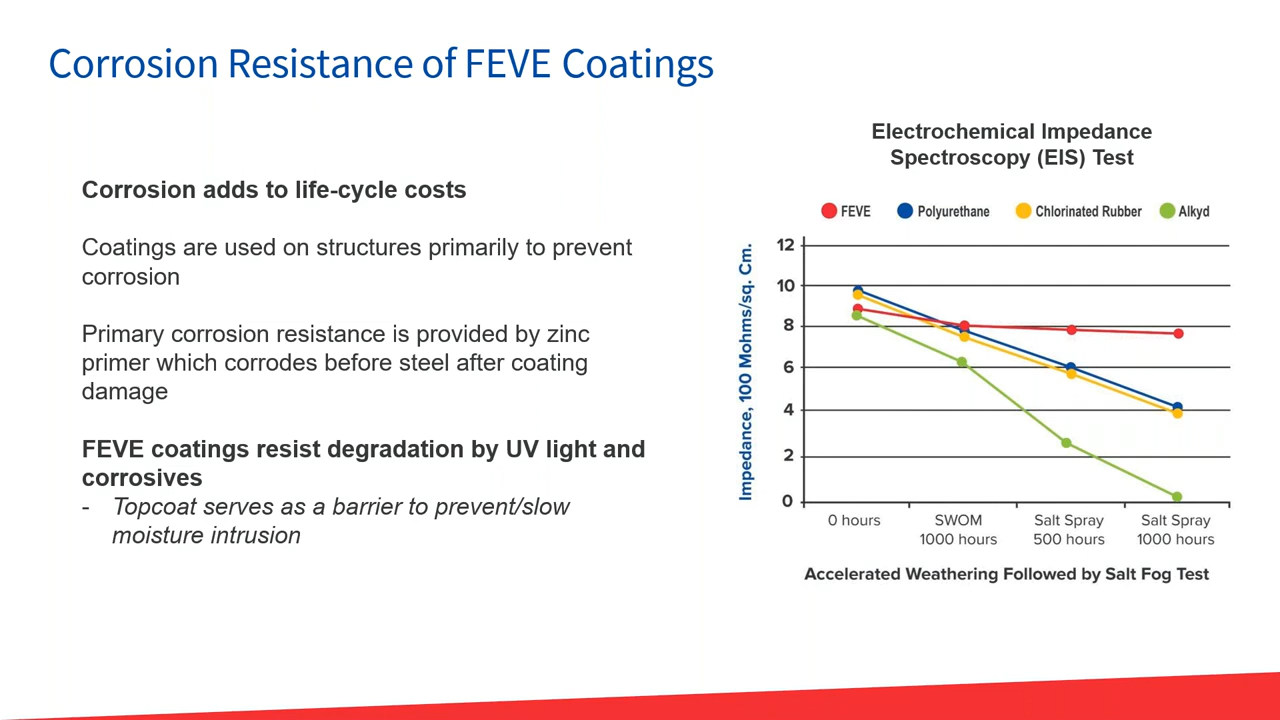 Corrosion Resistance of FEVE Coatings
Corrosion adds to life-cycle costs
Coatings are used on structures primarily to prevent
corrosion
Primary corrosion resistance is provided by zinc
primer which corrodes before steel after coating
damage
FEVE coatings resist degradation by UV light and
corrosives
- Topcoat serves as a barrier to prevent/slow
moisture intrusion
Electrochemical Impedance
Spectroscopy (EIS) Test
FEVE Polyurethane Chlorinated Rubber Alkyd
Impedance, 100 Mohms/sq. Cm.
12
10
8
6
4
2
0
0 hours SWOM Salt Spray Salt Spray
1000 hours 500 hours 1000 hours
Accelerated Weathering Followed by Salt Fog Test